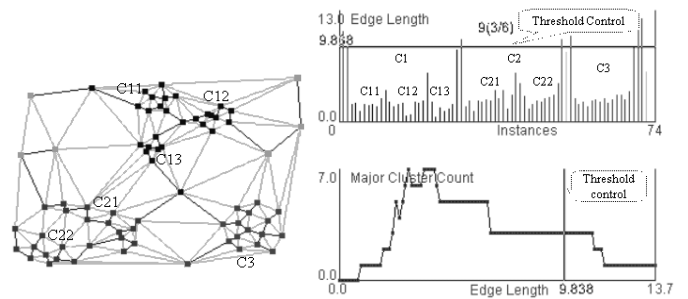 C11
C12
C13
C21
C22
C3
13.0 Edge Length
9.838
9(3/6)
Threshold Control
C1
C2
C3
C11
C12
C13
C21
C22
0.0
Instances
74
7.0
Major Cluster Count
Threshold
control
0.0
0.0
Edge Length
9.838
13.7